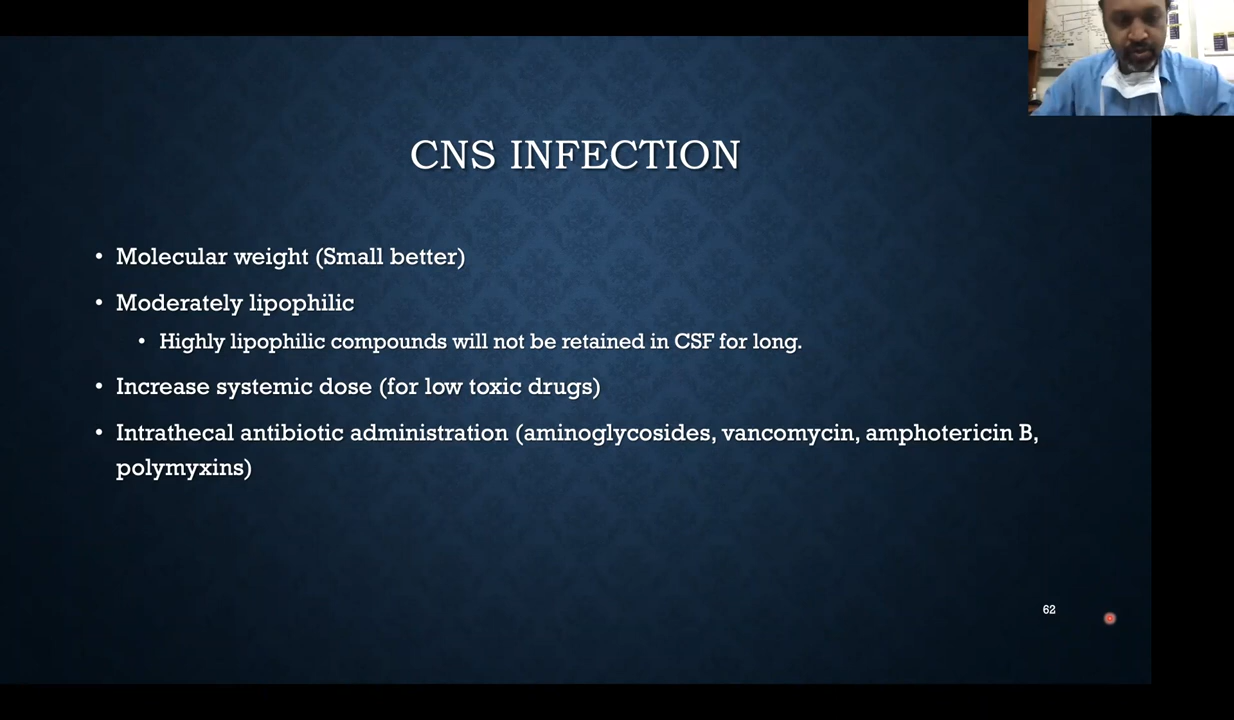 CNS INFECTION
• Molecular weight (Small better)
• Moderately lipophilic
• Highly lipophilic compounds will not be retained in CSF for long.
• Increase systemic dose (for low toxic drugs)
• Intrathecal antibiotic administration (aminoglycosides, vancomycin, amphotericin B,
polymyxins)
62